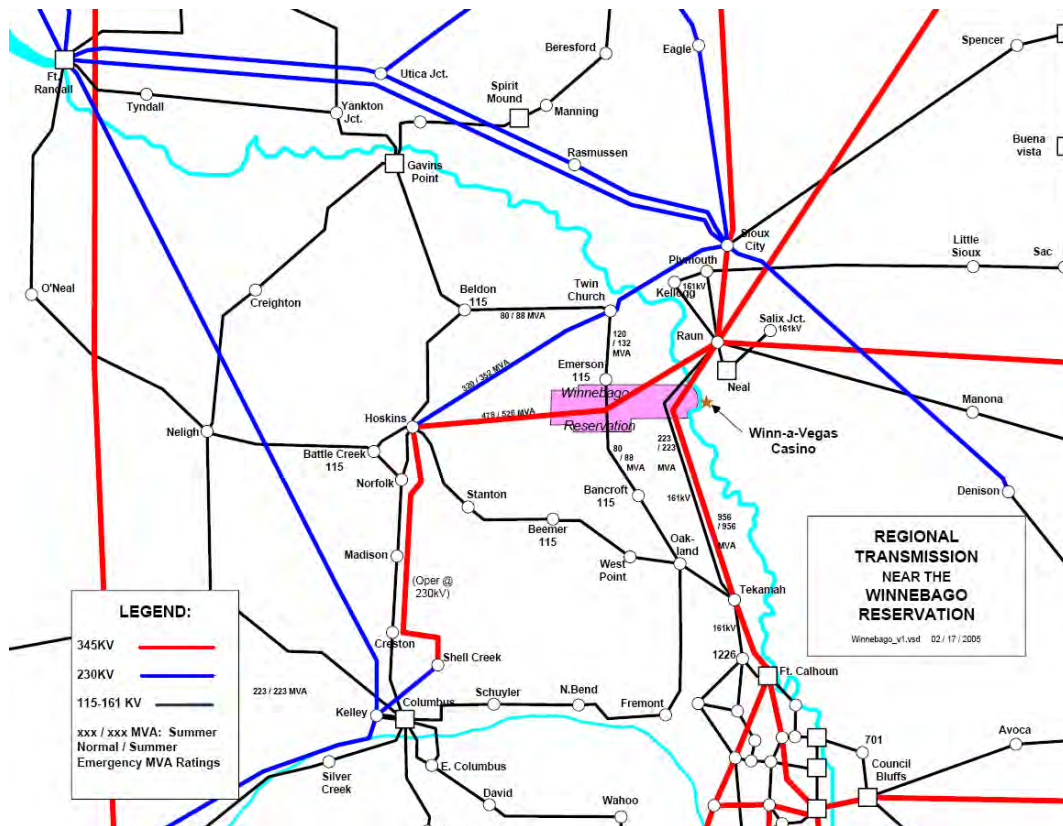 Beresford
Eagle
Spencer
Ft.
Randall
Utica Jct.
Spirit
Mound
Tyndall
Yankton
Jct.
Manning
Buena
vista
Gavins
Point
Rasmussen
Sioux
City
Little
Sioux
Sac
Plymouth
Kellogg
161kV
O'Neal
Creighton
Beldon
115
Twin
Church
80 / 88 MVA
120
/ 132
MVA
Salix Jct.
161kV
Raun
Emerson
115
Neal
320 / 352 MVA
Winnebago
Reservation
478 / 526 MVA
Manona
Winn-a-Vegas
Casino
Hoskins
Neligh
Battle Creek
115
223
/ 223
MVA
80
/ 88
MVA
Norfolk
Stanton
Bancroft
115
161kV
Denison
Beemer
115
956
/ 956
MVA
Oak-
land
West
Point
Madison
(Oper @
230kV)
Tekamah
REGIONAL
TRANSMISSION
NEAR THE
WINNEBAGO
RESERVATION
Winnebago_v1.vsd 02 / 17 / 2005
LEGEND:
345KV
230KV
115-161 KV
xxx / xxx MVA: Summer
Normal / Summer
Emergency MVA Ratings
161kV
Creston
1226
Shell Creek
Ft. Calhoun
223 / 223 MVA
Schuyler
N.Bend
Kelley
Columbus
Fremont
701
Avoca
Council
Bluffs
Silver
Creek
E. Columbus
David
Wahoo